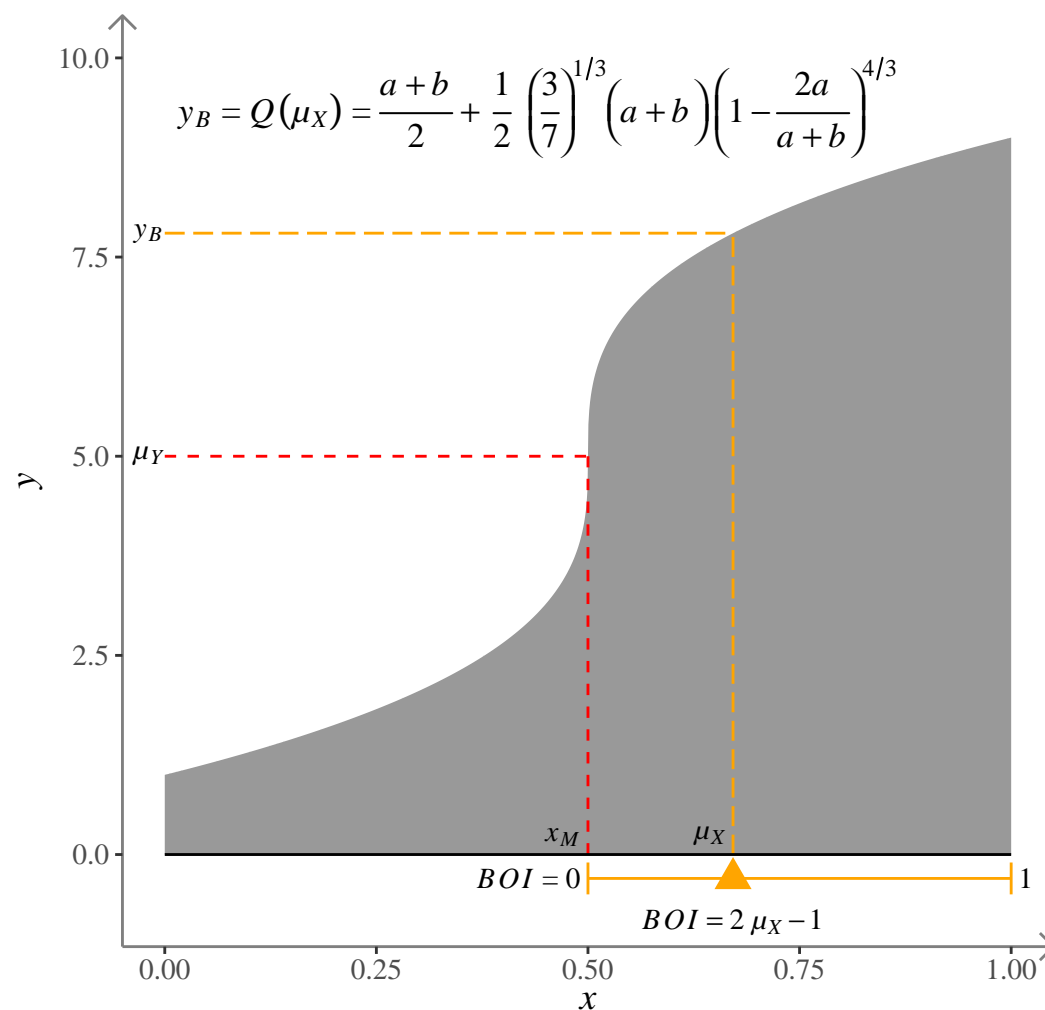 10.0
y_B = Q(μ_X) = (a + b)/2 + 1/2 (3/7)^{1/3} (a + b)(1 − 2a/(a + b))^{4/3}
y_B
7.5
μ_Y
5.0
y
2.5
x_M
μ_X
0.0
BOI = 0
1
BOI = 2 μ_X − 1
0.00 0.25 0.50 0.75 1.00
x